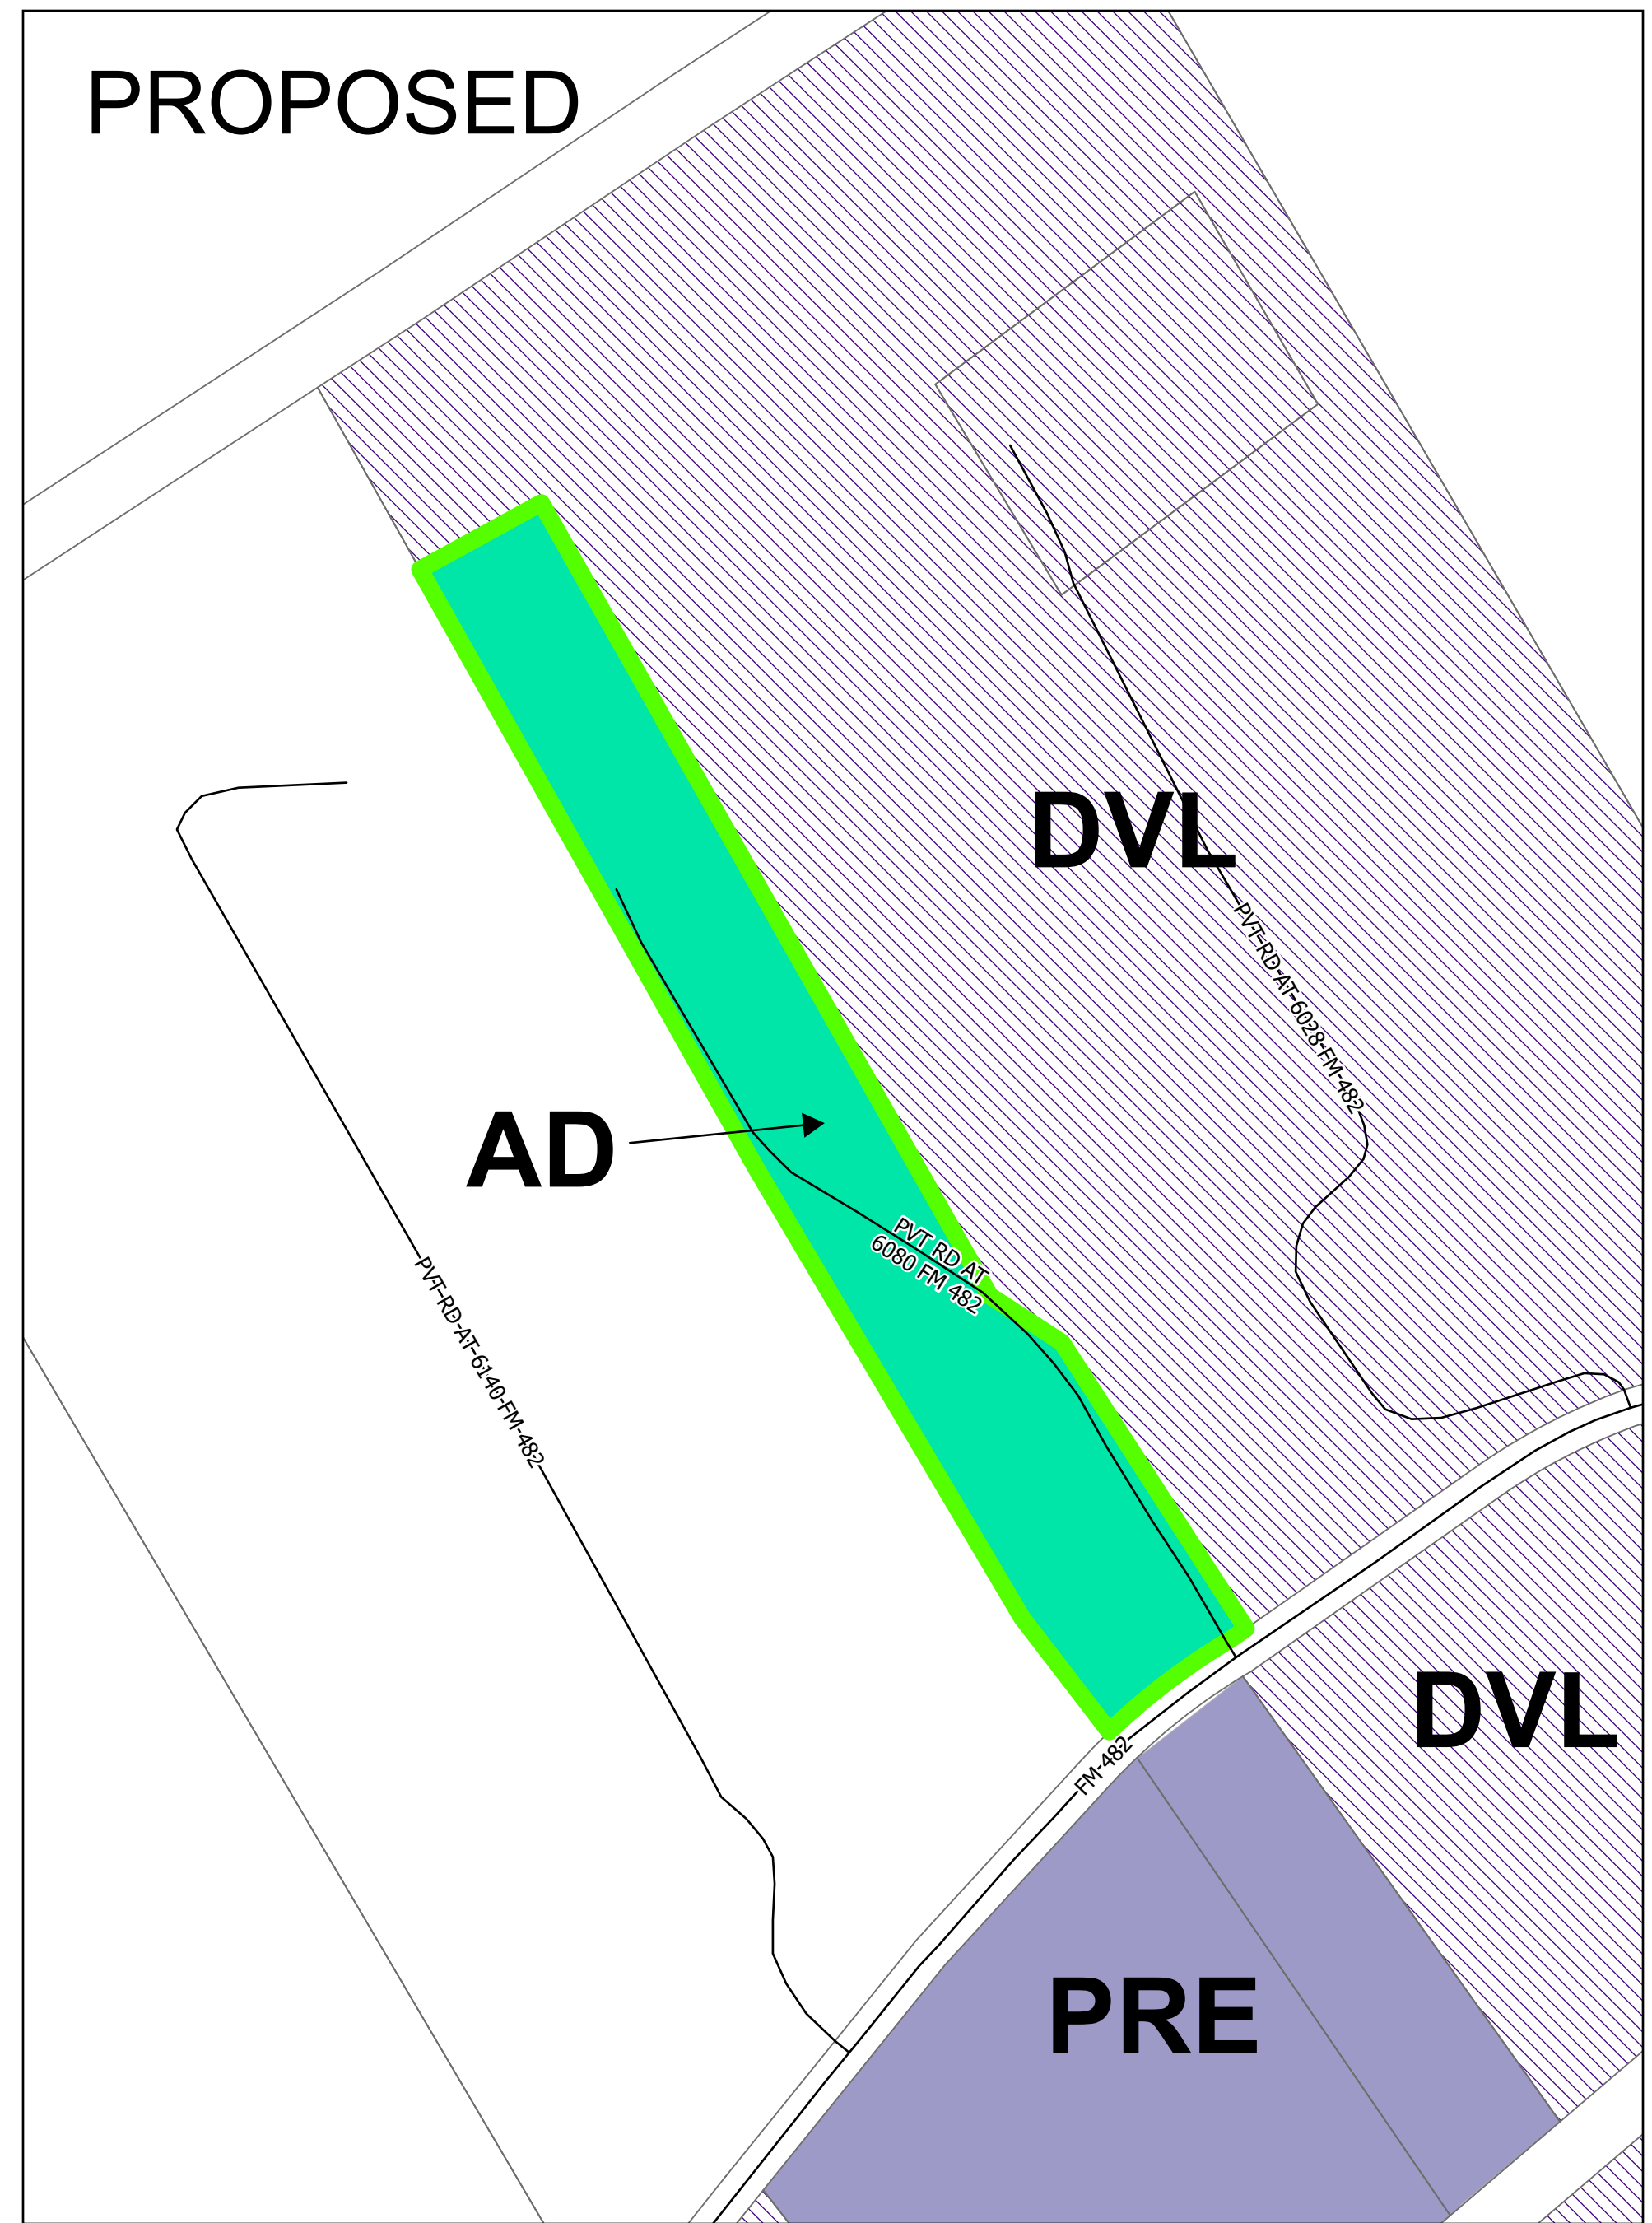 PROPOSED
DVL
PVT-RD-AT-6028-FM-482
AD
PVT RD AT
6080 FM 482
PVT-RD-AT-6140-FM-482
DVL
FM-482
PRE